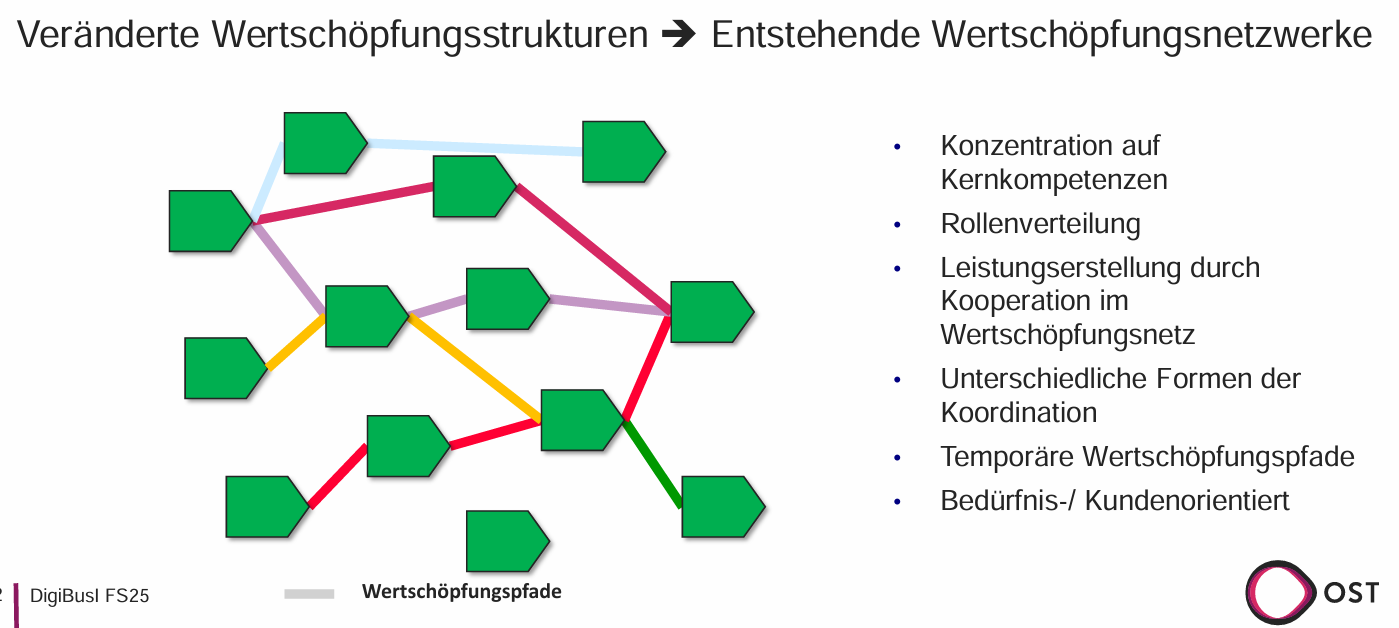 Veränderte Wertschöpfungsstrukturen ➔ Entstehende Wertschöpfungsnetzwerke
• Konzentration auf
Kernkompetenzen
• Rollenverteilung
• Leistungserstellung durch
Kooperation im
Wertschöpfungsnetz
• Unterschiedliche Formen der
Koordination
• Temporäre Wertschöpfungspfade
• Bedürfnis-/ Kundenorientiert
2
DigiBusI FS25
Wertschöpfungspfade
OST